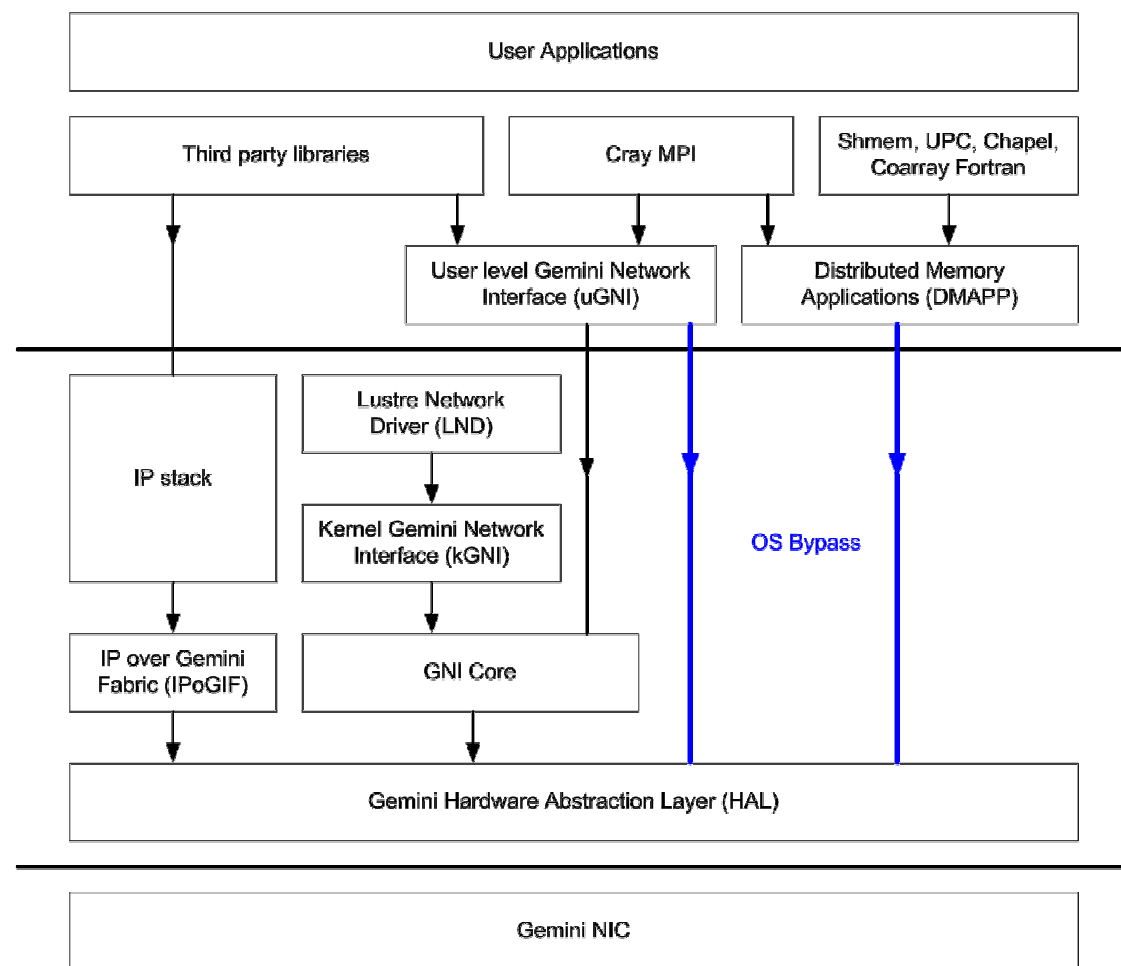 User Applications
Third party libraries
Cray MPI
Shmem, UPC, Chapel,
Coarray Fortran
User level Gemini Network
Interface (uGNI)
Distributed Memory
Applications (DMAPP)
Lustre Network
Driver (LND)
IP stack
Kernel Gemini Network
Interface (kGNI)
OS Bypass
IP over Gemini
Fabric (IPoGIF)
GNI Core
Gemini Hardware Abstraction Layer (HAL)
Gemini NIC